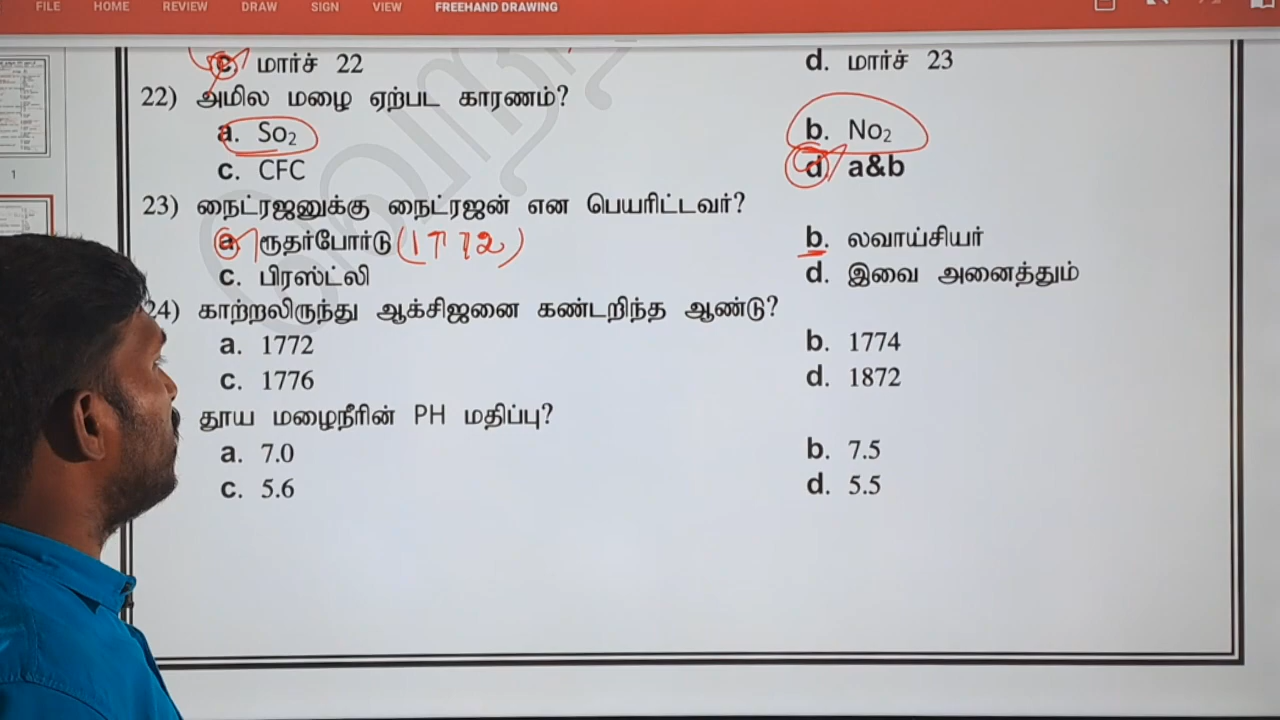 FILE HOME REVIEW DRAW SIGN VIEW FREEHAND DRAWING
c. மார்ச் 22 d. மார்ச் 23
22) அமில மழை ஏற்பட காரணம்?
a. So₂ b. No₂
c. CFC d. a&b
23) நைட்ரஜனுக்கு நைட்ரஜன் என பெயரிட்டவர்?
a. ரூதர்போர்டு (1772) b. லவாய்சியர்
c. பிரஸ்ட்லி d. இவை அனைத்தும்
24) காற்றலிருந்து ஆக்சிஜனை கண்டறிந்த ஆண்டு?
a. 1772 b. 1774
c. 1776 d. 1872
தூய மழைநீரின் PH மதிப்பு?
a. 7.0 b. 7.5
c. 5.6 d. 5.5
1